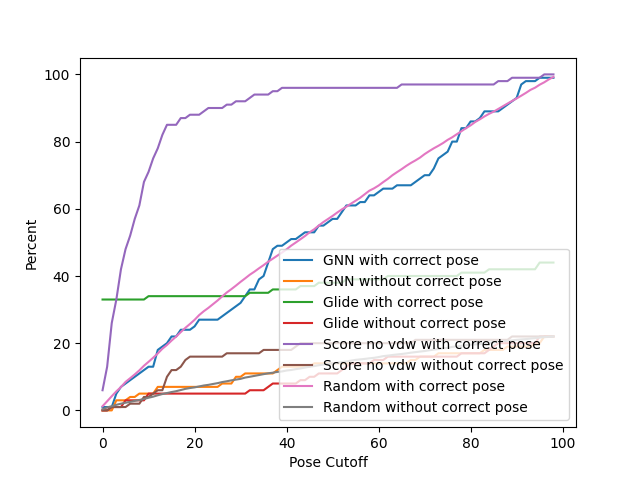 100
80
60
40
20
0
Percent
0 20 40 60 80 100
Pose Cutoff
GNN with correct pose
GNN without correct pose
Glide with correct pose
Glide without correct pose
Score no vdw with correct pose
Score no vdw without correct pose
Random with correct pose
Random without correct pose